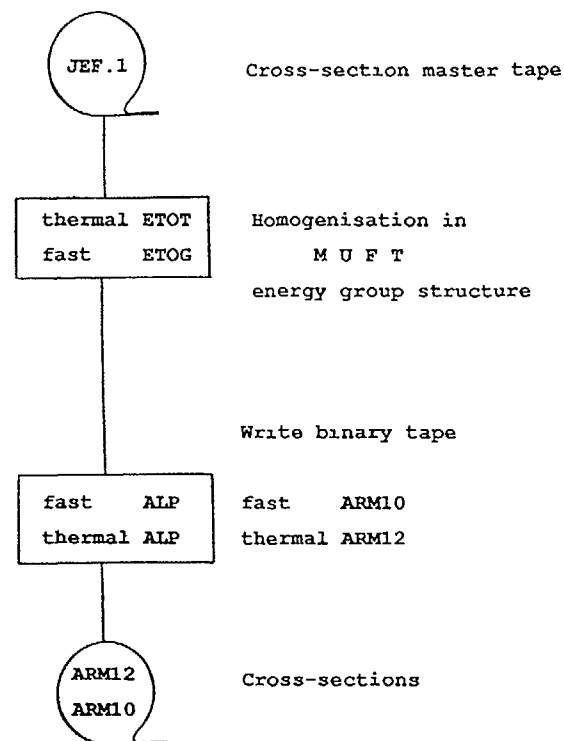 JEF.1 Cross-section master tape
thermal ETOT Homogenisation in
fast ETOG M U F T
energy group structure
Write binary tape
fast ALP fast ARM10
thermal ALP thermal ARM12
ARM12
Cross-sections
ARM10